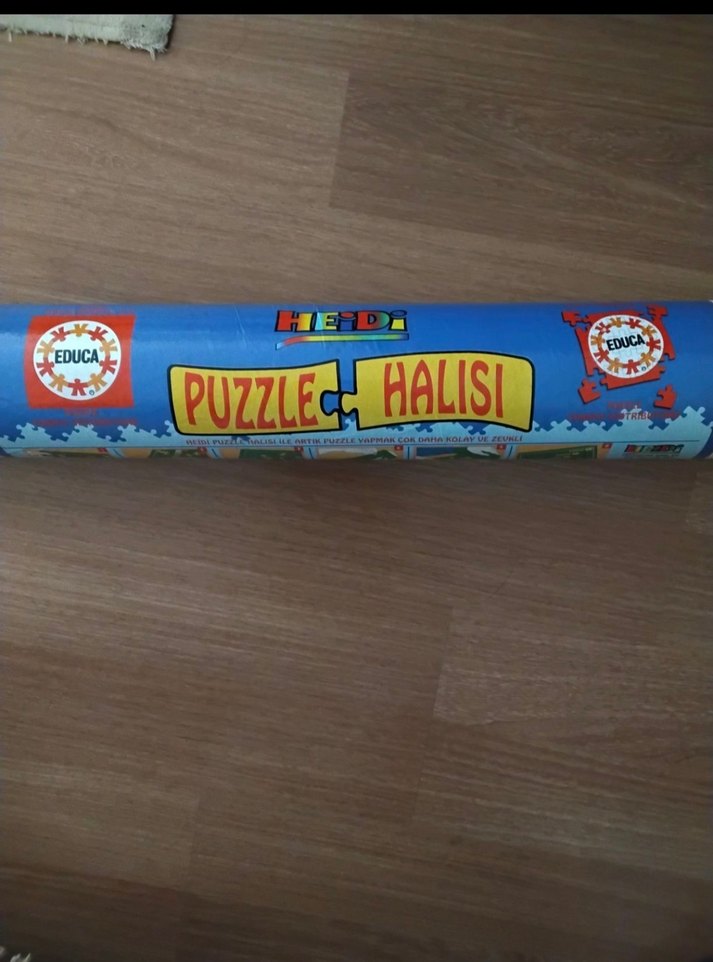 HEiDi
EDUCA
PUZZLE HALISI
EDUCA
HEIDI PUZZLE HALISI iLE ARTIK PUZZLE YAPMAK ÇOK DAHA KOLAY VE ZEVKLİ